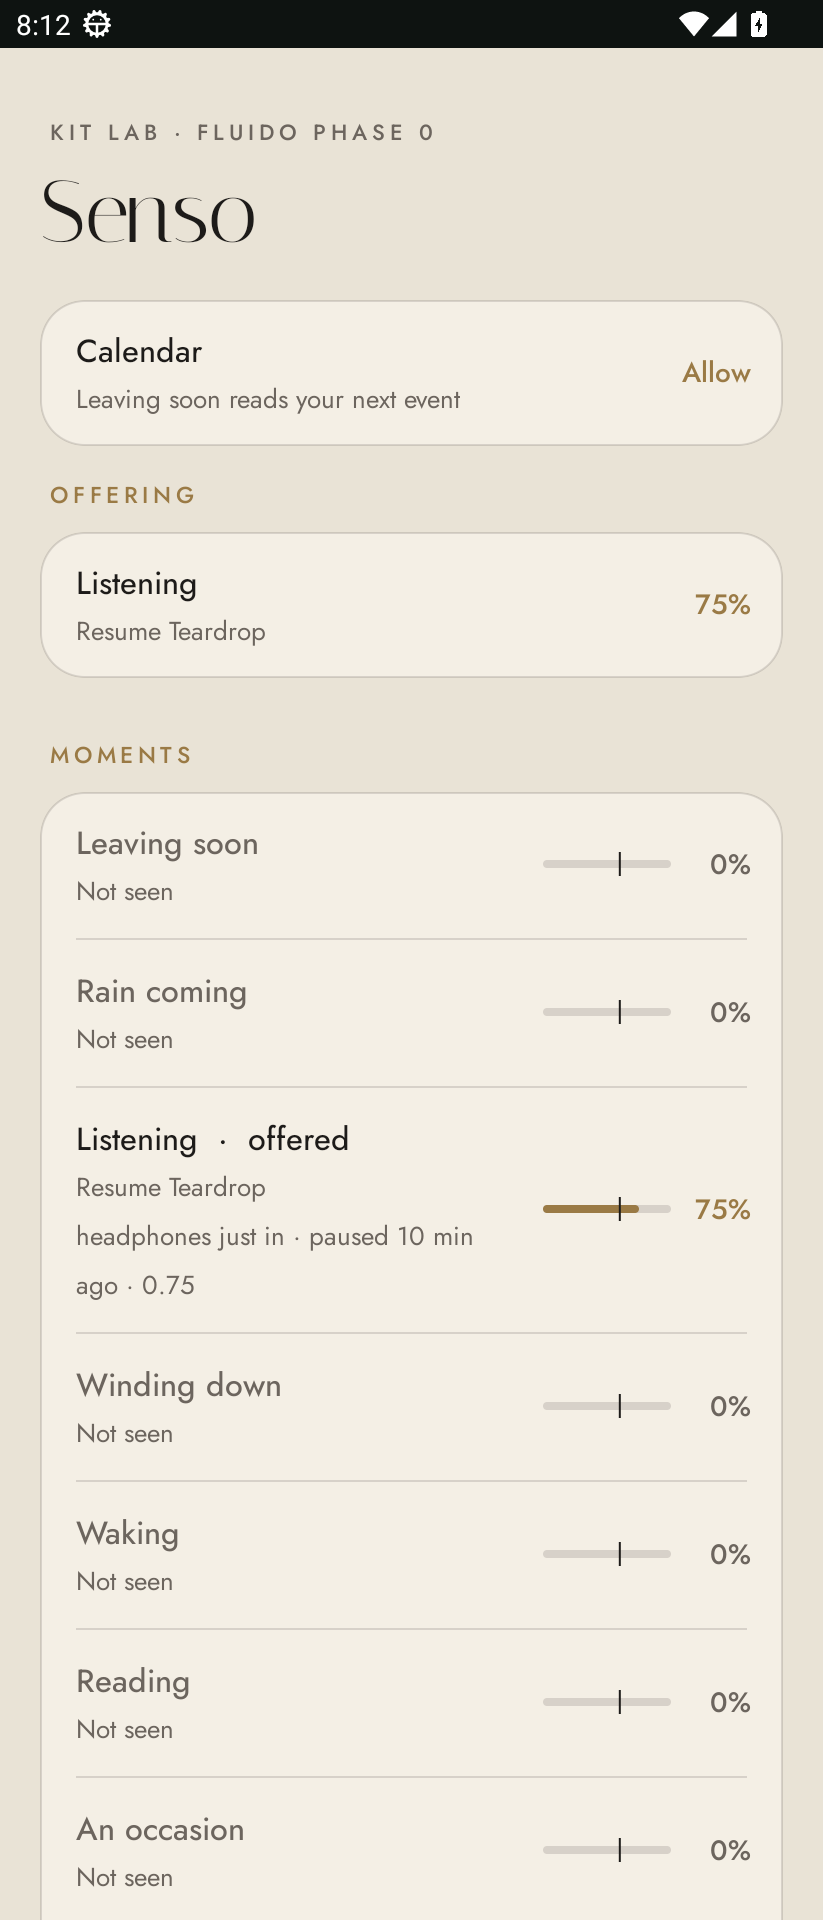 8:12
KIT LAB · FLUIDO PHASE 0
Senso
Calendar
Leaving soon reads your next event
Allow
OFFERING
Listening
Resume Teardrop
75%
MOMENTS
Leaving soon
Not seen
0%
Rain coming
Not seen
0%
Listening · offered
Resume Teardrop
headphones just in · paused 10 min
ago · 0.75
75%
Winding down
Not seen
0%
Waking
Not seen
0%
Reading
Not seen
0%
An occasion
Not seen
0%